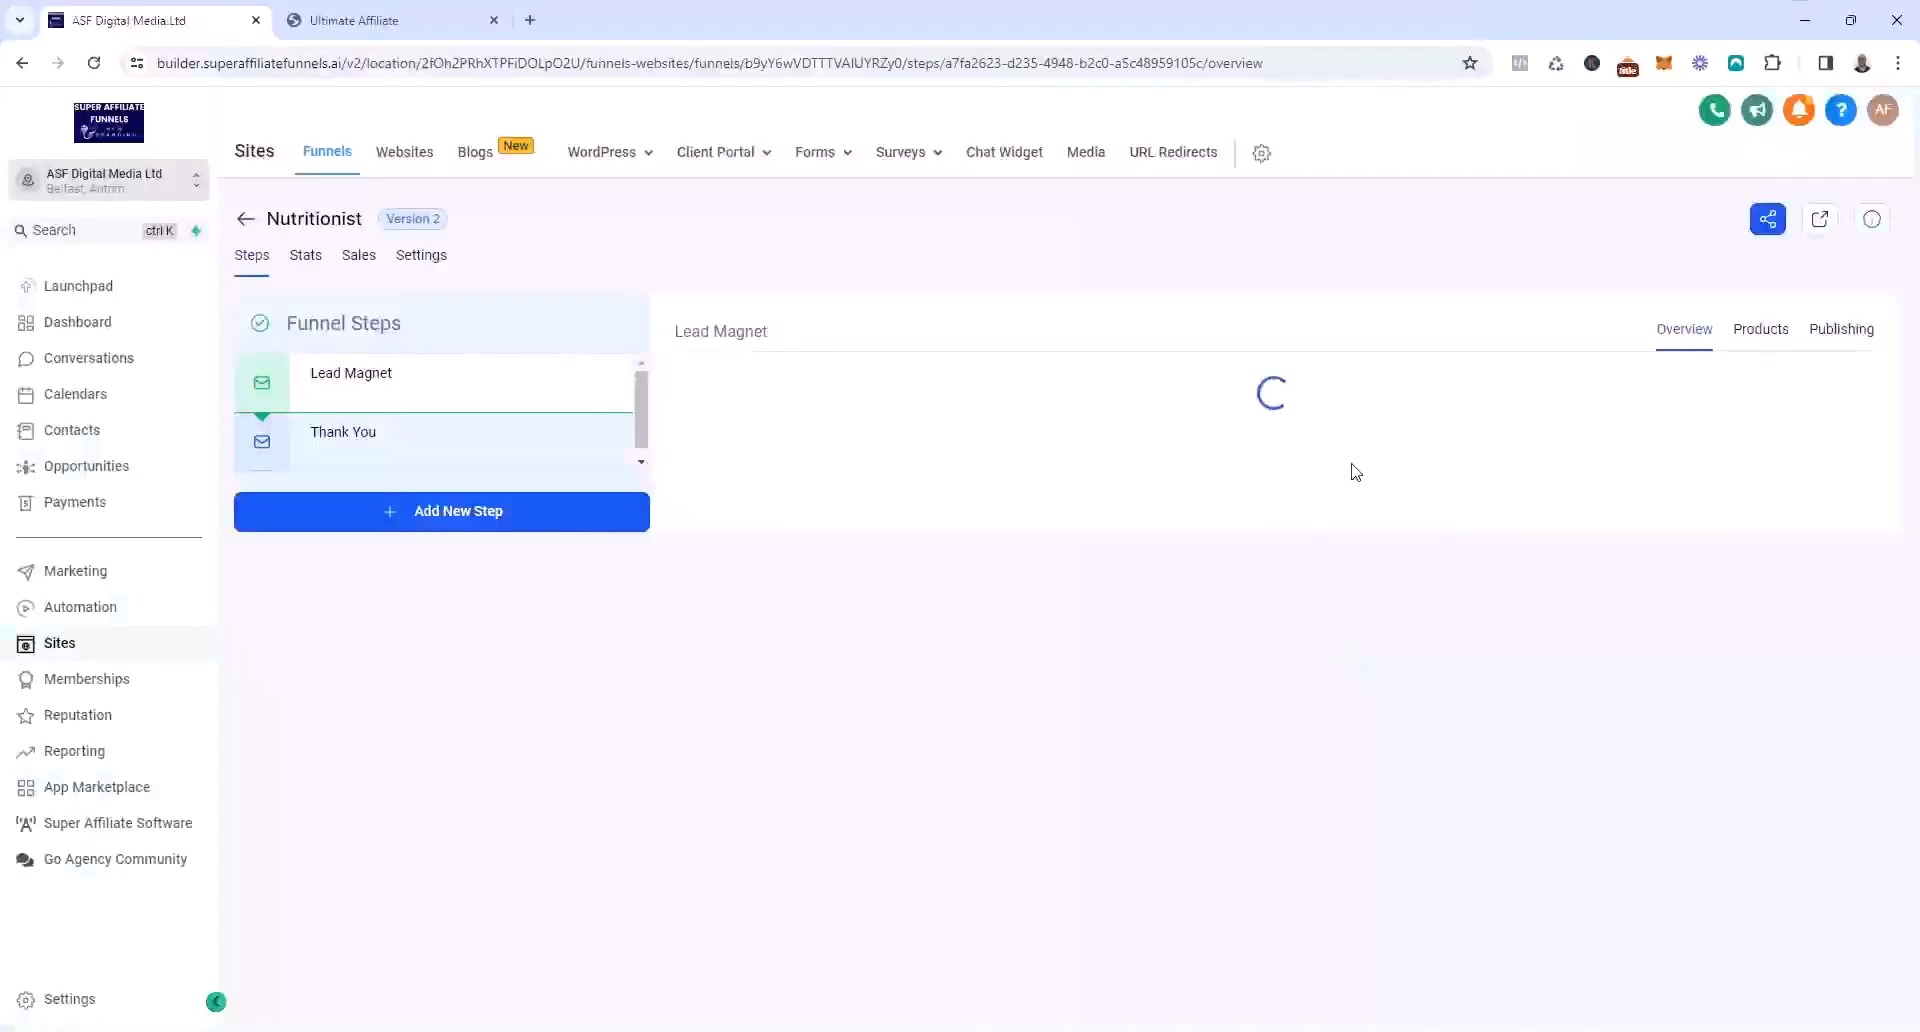 ASF Digital Media Ltd
Ultimate Affiliate
builder.superaffiliatefunnels.ai/v2/location/2fOh2PRhXTPFiDOLpO2U/funnels-websites/funnels/b9yY6wVDTTTVAIUYRZy0/steps/a7fa2623-d235-4948-b2c0-a5c48959105c/overview
SUPER AFFILIATE
FUNNELS
AF
Sites
Funnels
Websites
Blogs
New
WordPress
Client Portal
Forms
Surveys
Chat Widget
Media
URL Redirects
ASF Digital Media Ltd
Belfast, Antrim
Search
ctrl K
Launchpad
Dashboard
Conversations
Calendars
Contacts
Opportunities
Payments
Marketing
Automation
Sites
Memberships
Reputation
Reporting
App Marketplace
Super Affiliate Software
Go Agency Community
Settings
Nutritionist
Version 2
Steps
Stats
Sales
Settings
Funnel Steps
Lead Magnet
Thank You
Add New Step
Lead Magnet
Overview
Products
Publishing